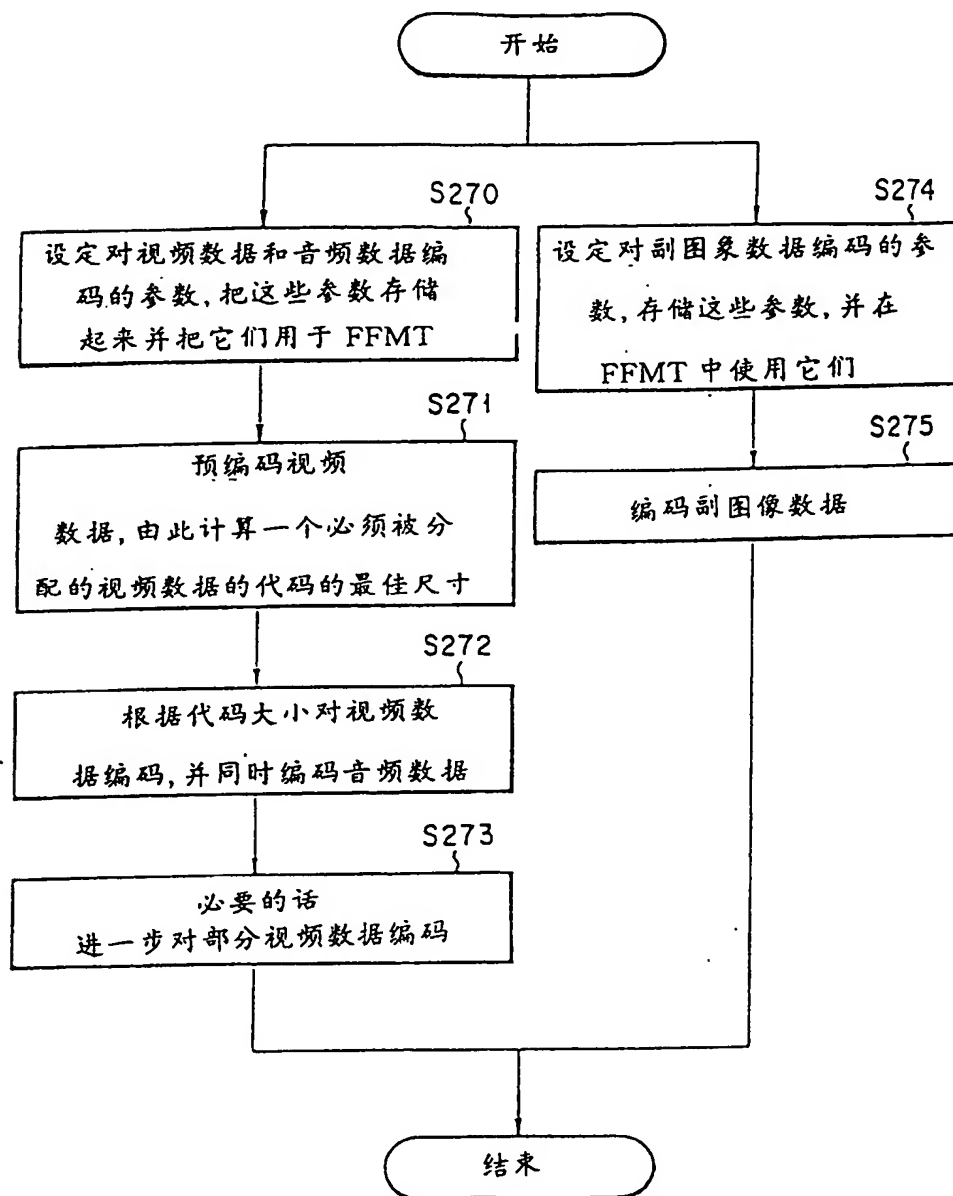 开始
S270
设定对视频数据和音频数据编
码的参数,把这些参数存储
起来并把它们用于 FFMT
S271
预编码视频
数据,由此计算一个必须被分
配的视频数据的代码的最佳尺寸
S272
根据代码大小对视频数
据编码,并同时编码音频数据
S273
必要的话
进一步对部分视频数据编码
S274
设定对副图象数据编码的参
数,存储这些参数,并在
FFMT 中使用它们
S275
编码副图像数据
结束